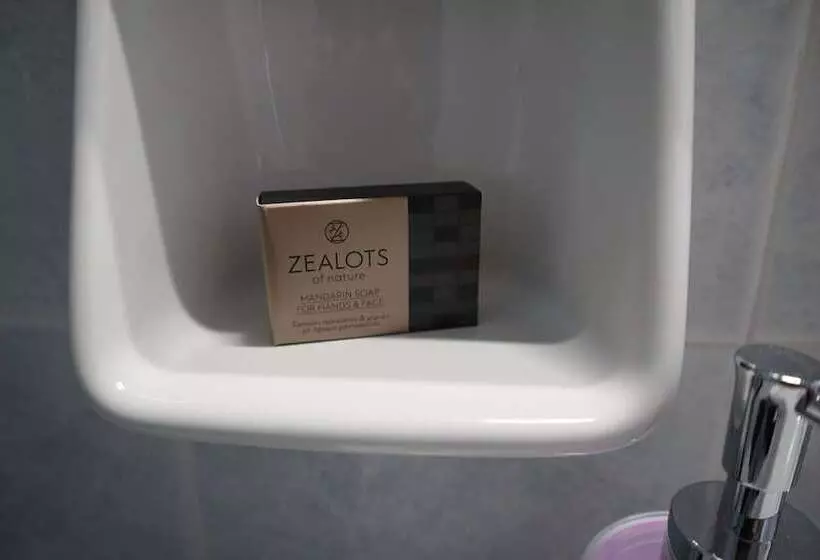 ZEALOTS
of nature
MANDARIN SOAP
FOR HANDS & FACE